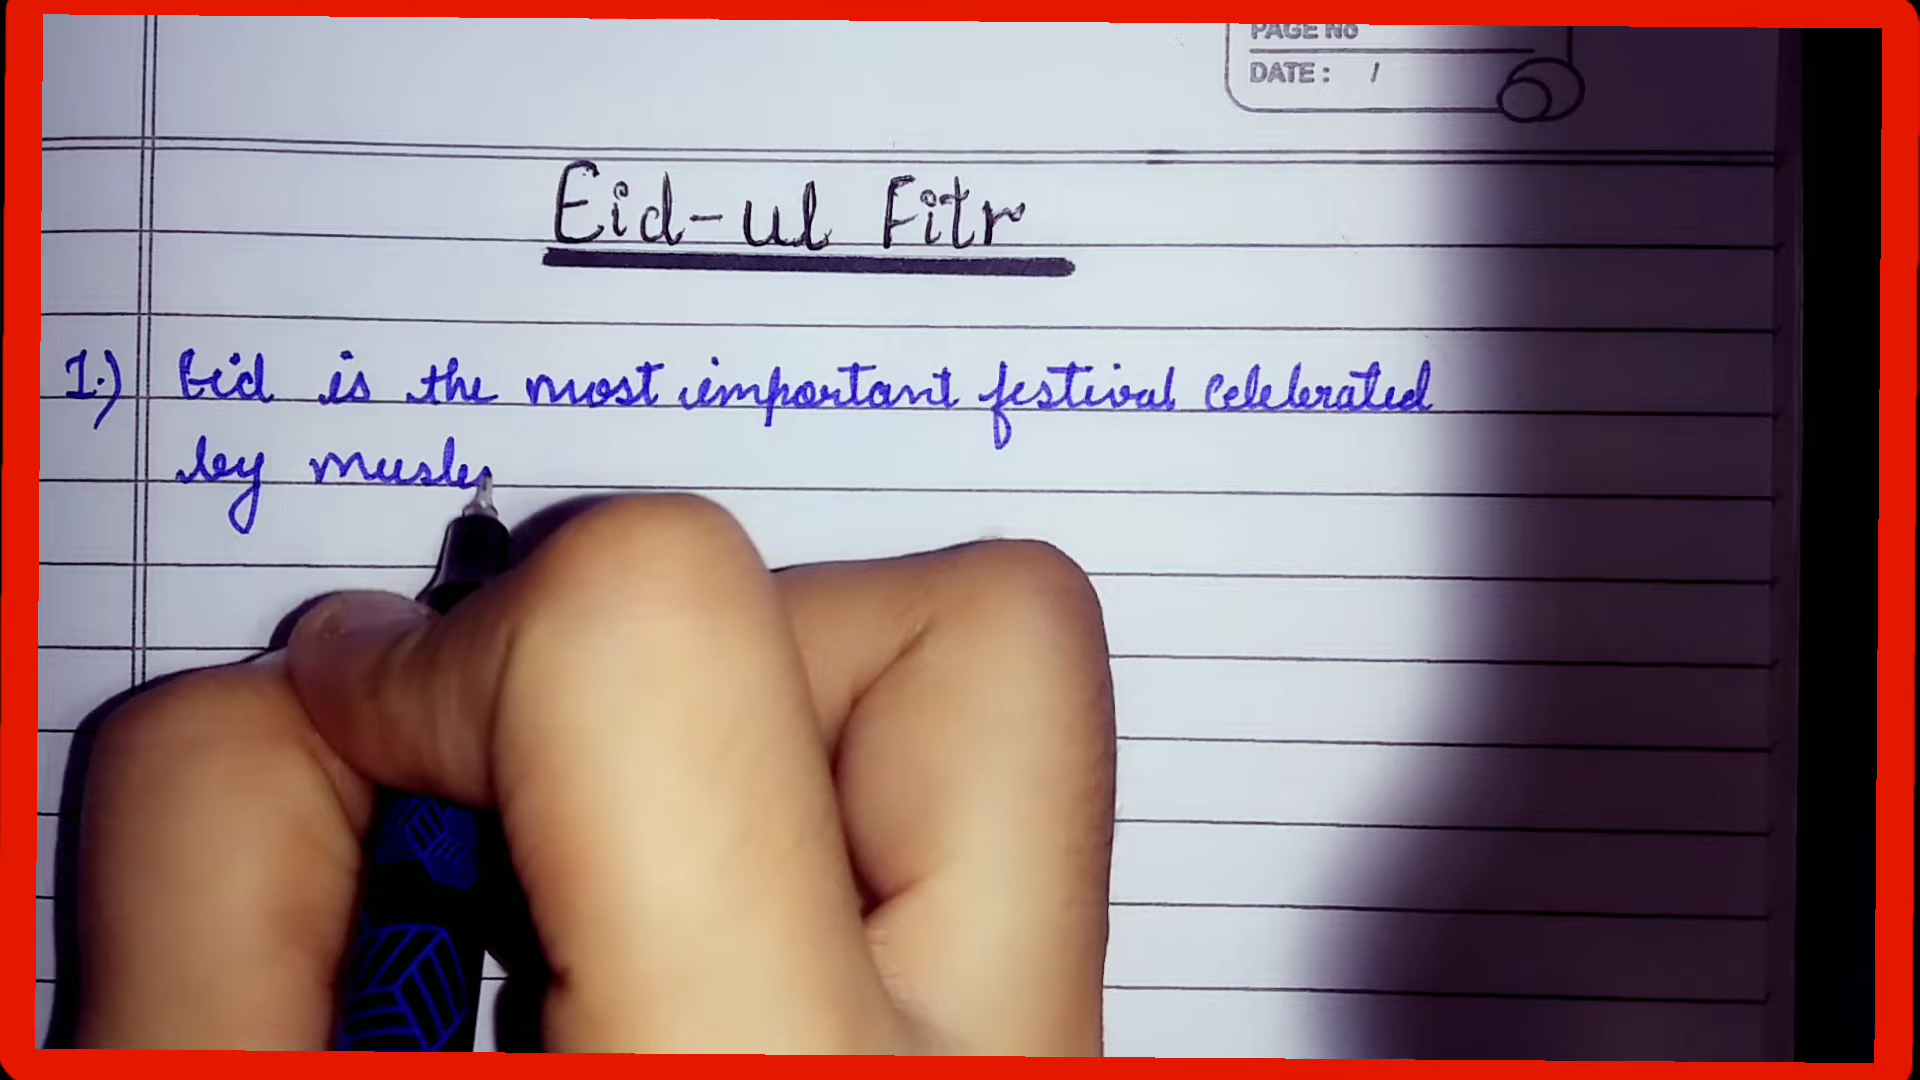 PAGE No
DATE: /
Eid-ul Fitr
1.) Eid is the most important festival celebrated
by musl